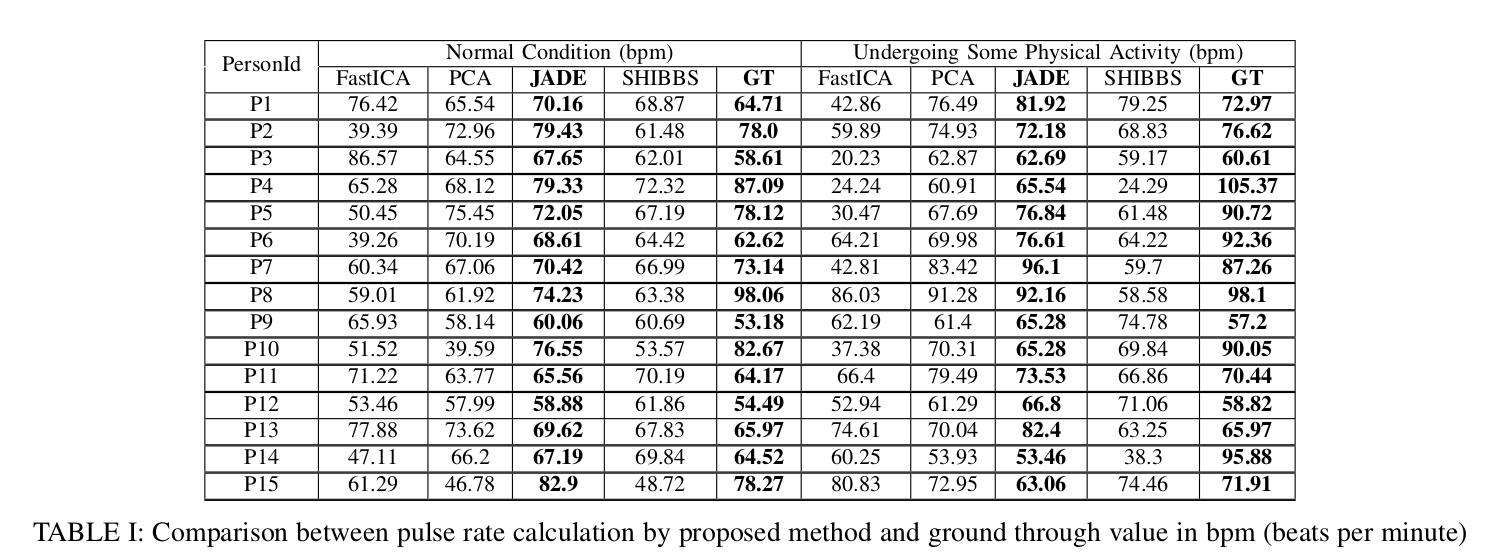 PersonId Normal Condition (bpm) Undergoing Some Physical Activity (bpm)
FastICA PCA JADE SHIBBS GT FastICA PCA JADE SHIBBS GT
P1 76.42 65.54 70.16 68.87 64.71 42.86 76.49 81.92 79.25 72.97
P2 39.39 72.96 79.43 61.48 78.0 59.89 74.93 72.18 68.83 76.62
P3 86.57 64.55 67.65 62.01 58.61 20.23 62.87 62.69 59.17 60.61
P4 65.28 68.12 79.33 72.32 87.09 24.24 60.91 65.54 24.29 105.37
P5 50.45 75.45 72.05 67.19 78.12 30.47 67.69 76.84 61.48 90.72
P6 39.26 70.19 68.61 64.42 62.62 64.21 69.98 76.61 64.22 92.36
P7 60.34 67.06 70.42 66.99 73.14 42.81 83.42 96.1 59.7 87.26
P8 59.01 61.92 74.23 63.38 98.06 86.03 91.28 92.16 58.58 98.1
P9 65.93 58.14 60.06 60.69 53.18 62.19 61.4 65.28 74.78 57.2
P10 51.52 39.59 76.55 53.57 82.67 37.38 70.31 65.28 69.84 90.05
P11 71.22 63.77 65.56 70.19 64.17 66.4 79.49 73.53 66.86 70.44
P12 53.46 57.99 58.88 61.86 54.49 52.94 61.29 66.8 71.06 58.82
P13 77.88 73.62 69.62 67.83 65.97 74.61 70.04 82.4 63.25 65.97
P14 47.11 66.2 67.19 69.84 64.52 60.25 53.93 53.46 38.3 95.88
P15 61.29 46.78 82.9 48.72 78.27 80.83 72.95 63.06 74.46 71.91
TABLE I: Comparison between pulse rate calculation by proposed method and ground through value in bpm (beats per minute)